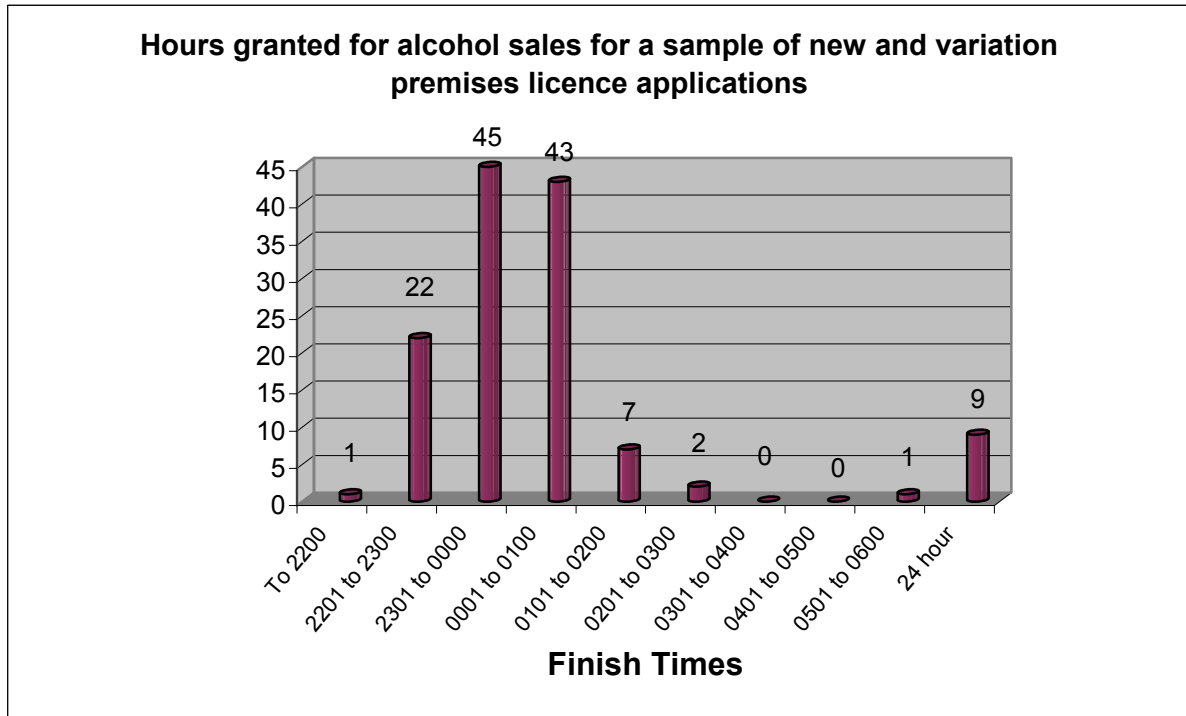 Hours granted for alcohol sales for a sample of new and variation
premises licence applications
45
43
22
7
2
0
0
1
9
1
45
40
35
30
25
20
15
10
5
0
To 2200
2201 to 2300
2301 to 0000
0001 to 0100
0101 to 0200
0201 to 0300
0301 to 0400
0401 to 0500
0501 to 0600
24 hour
Finish Times